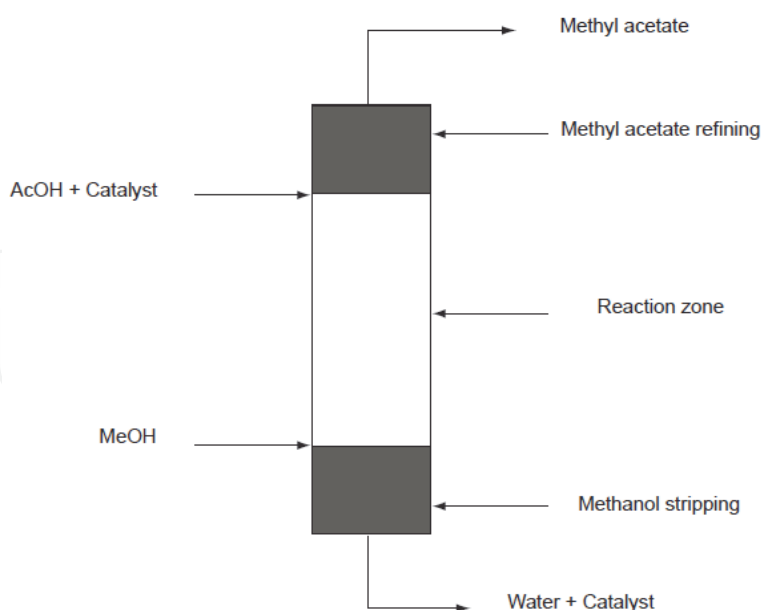 Methyl acetate
Methyl acetate refining
AcOH + Catalyst
Reaction zone
MeOH
Methanol stripping
Water + Catalyst